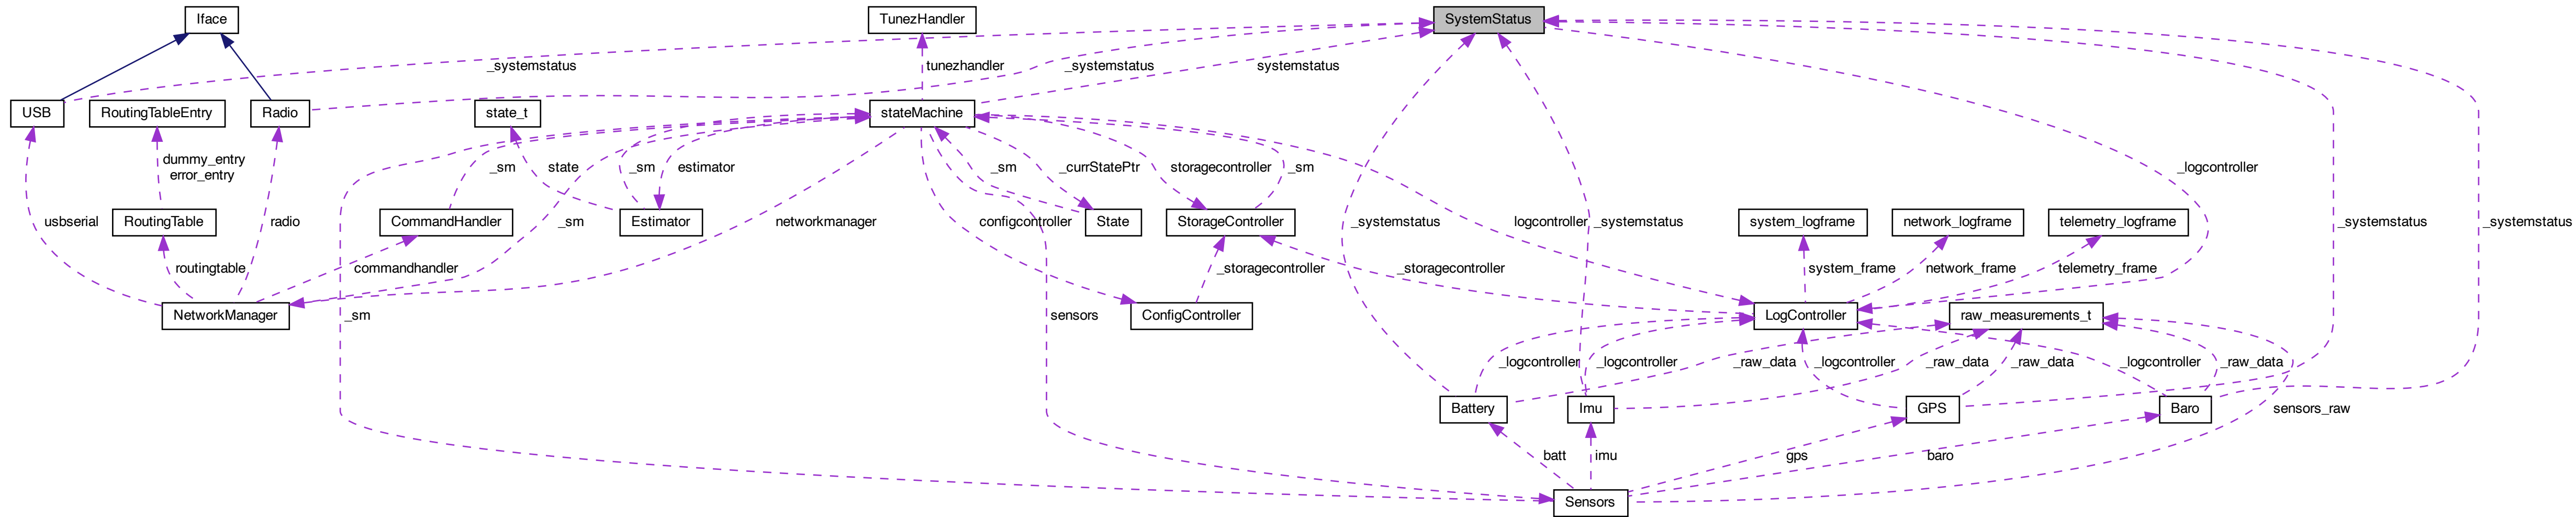 Iface
TunezHandler
SystemStatus
_systemstatus
tunezhandler
_systemstatus
systemstatus
USB
RoutingTableEntry
Radio
state_t
stateMachine
dummy_entry
error_entry
_sm
state
_sm
estimator
_sm
_currStatePtr
storagecontroller
_sm
_logcontroller
usbserial
RoutingTable
radio
CommandHandler
_sm
Estimator
networkmanager
configcontroller
State
StorageController
_systemstatus
logcontroller
_systemstatus
system_logframe
network_logframe
telemetry_logframe
_systemstatus
_systemstatus
routingtable
commandhandler
_storagecontroller
_storagecontroller
system_frame
network_frame
telemetry_frame
NetworkManager
_sm
sensors
ConfigController
LogController
raw_measurements_t
_logcontroller
_logcontroller
_raw_data
_logcontroller
_raw_data
_raw_data
_logcontroller
_raw_data
Battery
Imu
GPS
Baro
sensors_raw
batt
imu
gps
baro
Sensors